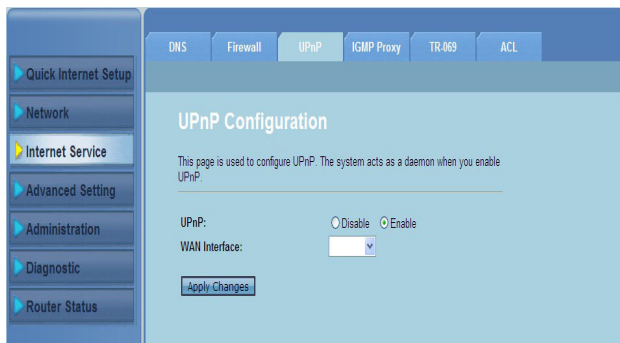 DNS Firewall UPnP IGMP Proxy TR-069 ACL
Quick Internet Setup
Network
Internet Service
Advanced Setting
Administration
Diagnostic
Router Status
UPnP Configuration
This page is used to configure UPnP. The system acts as a daemon when you enable
UPnP.
UPnP: Disable Enable
WAN Interface:
Apply Changes